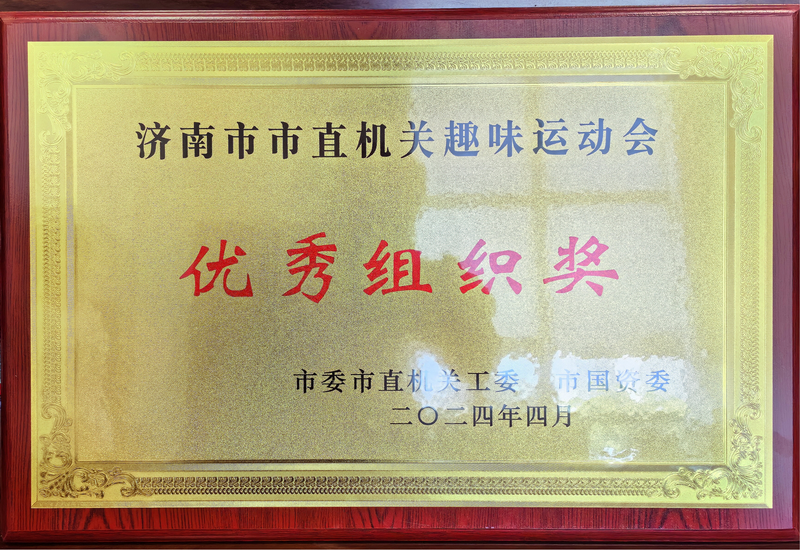 济南市市直机关趣味运动会
优秀组织奖
市委市直机关工委 市国资委
二〇二四年四月